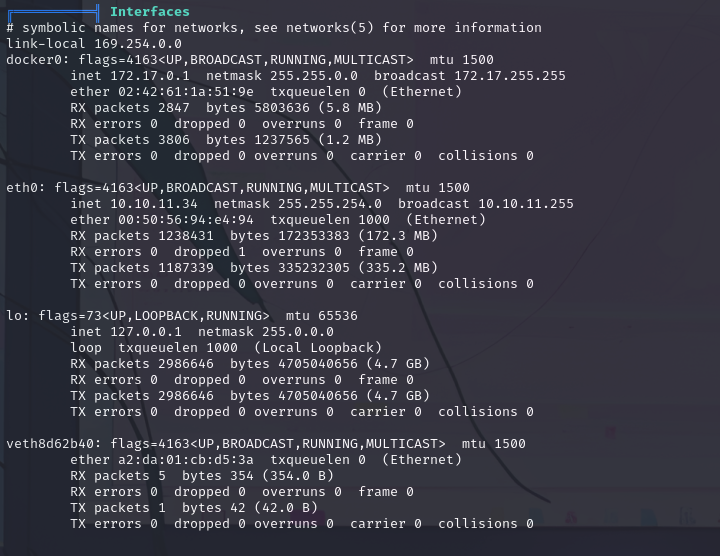 ╔══════════╣ Interfaces
# symbolic names for networks, see networks(5) for more information
link-local 169.254.0.0
docker0: flags=4163<UP,BROADCAST,RUNNING,MULTICAST>  mtu 1500
        inet 172.17.0.1  netmask 255.255.0.0  broadcast 172.17.255.255
        ether 02:42:61:1a:51:9e  txqueuelen 0  (Ethernet)
        RX packets 2847  bytes 5803636 (5.8 MB)
        RX errors 0  dropped 0  overruns 0  frame 0
        TX packets 3806  bytes 1237565 (1.2 MB)
        TX errors 0  dropped 0 overruns 0  carrier 0  collisions 0

eth0: flags=4163<UP,BROADCAST,RUNNING,MULTICAST>  mtu 1500
        inet 10.10.11.34  netmask 255.255.254.0  broadcast 10.10.11.255
        ether 00:50:56:94:e4:94  txqueuelen 1000  (Ethernet)
        RX packets 1238431  bytes 172353383 (172.3 MB)
        RX errors 0  dropped 1  overruns 0  frame 0
        TX packets 1187339  bytes 335232305 (335.2 MB)
        TX errors 0  dropped 0 overruns 0  carrier 0  collisions 0

lo: flags=73<UP,LOOPBACK,RUNNING>  mtu 65536
        inet 127.0.0.1  netmask 255.0.0.0
        loop  txqueuelen 1000  (Local Loopback)
        RX packets 2986646  bytes 4705040656 (4.7 GB)
        RX errors 0  dropped 0  overruns 0  frame 0
        TX packets 2986646  bytes 4705040656 (4.7 GB)
        TX errors 0  dropped 0 overruns 0  carrier 0  collisions 0

veth8d62b40: flags=4163<UP,BROADCAST,RUNNING,MULTICAST>  mtu 1500
        ether a2:da:01:cb:d5:3a  txqueuelen 0  (Ethernet)
        RX packets 5  bytes 354 (354.0 B)
        RX errors 0  dropped 0  overruns 0  frame 0
        TX packets 1  bytes 42 (42.0 B)
        TX errors 0  dropped 0 overruns 0  carrier 0  collisions 0